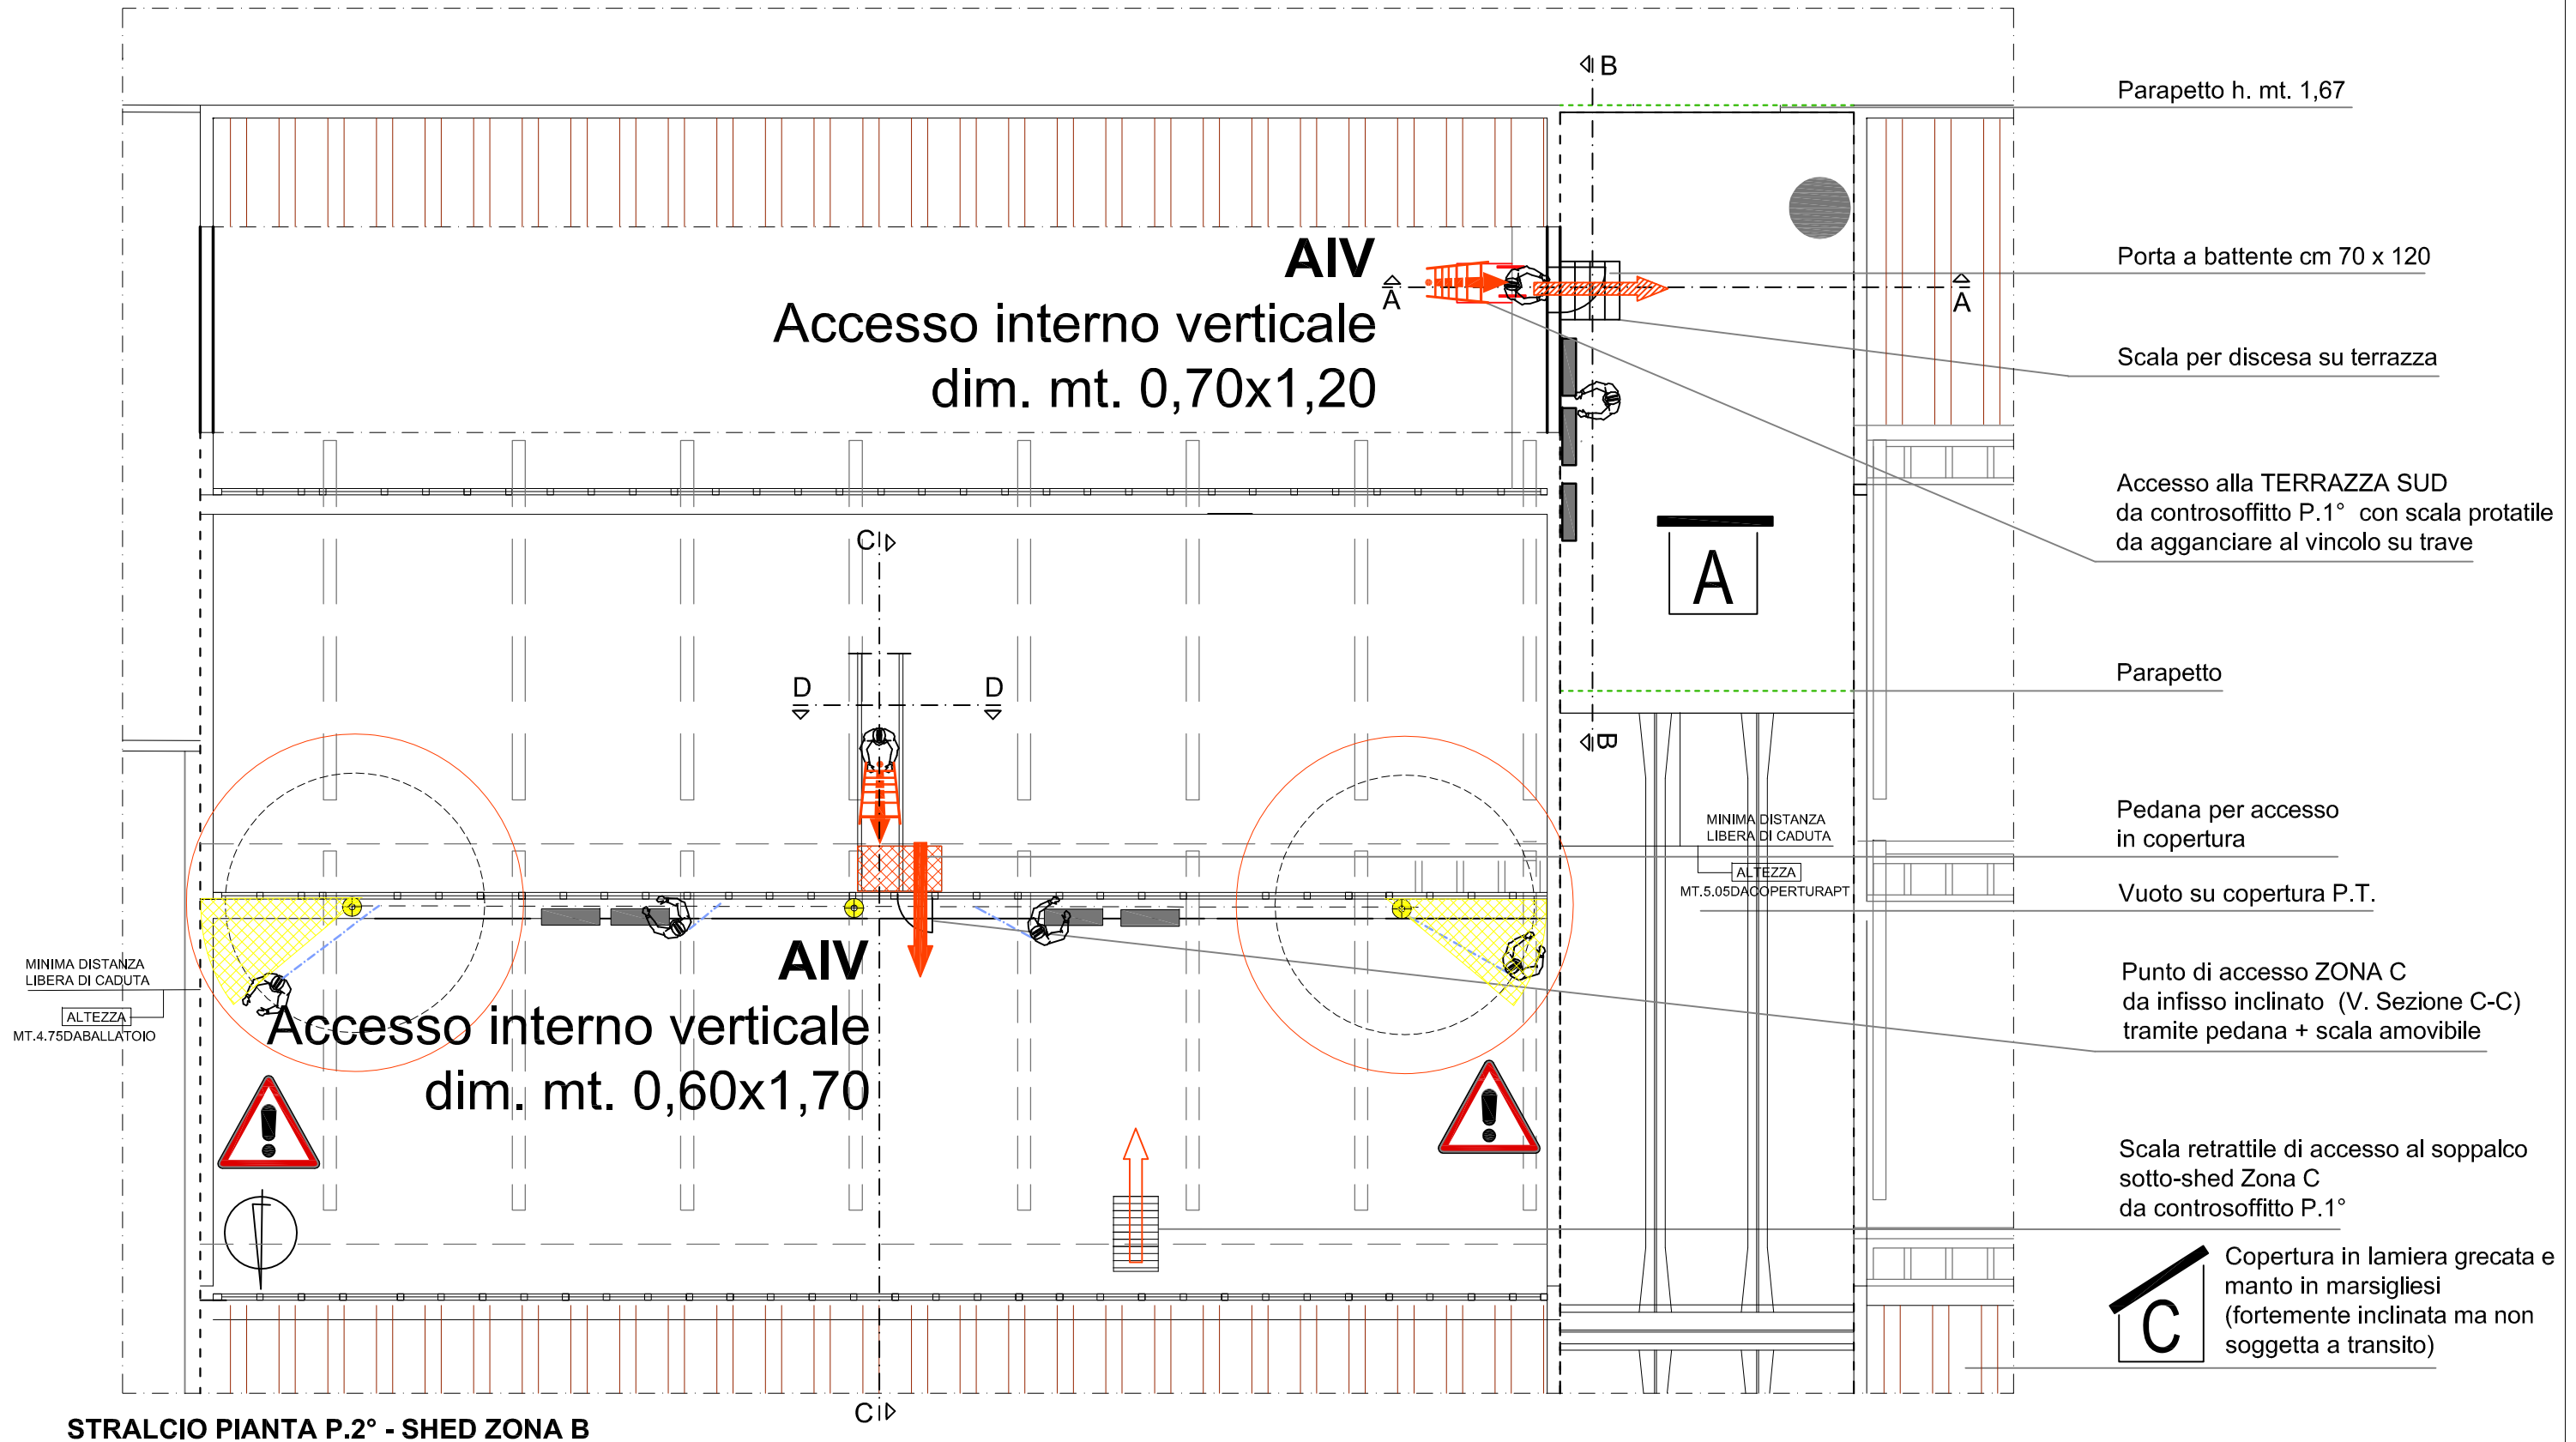 B
Parapetto h. mt. 1,67
AIV
Accesso interno verticale
dim. mt. 0,70x1,20
A
A
Porta a battente cm 70 x 120
Scala per discesa su terrazza
Accesso alla TERRAZZA SUD
da controsoffitto P.1° con scala protatile
da agganciare al vincolo su trave
C
A
D
D
Parapetto
B
MINIMA DISTANZA
LIBERA DI CADUTA
ALTEZZA
MT.5.05DACOPERTURAPT
Pedana per accesso
in copertura
Vuoto su copertura P.T.
MINIMA DISTANZA
LIBERA DI CADUTA
ALTEZZA
MT.4.75DABALLATOIO
AIV
Accesso interno verticale
dim. mt. 0,60x1,70
Punto di accesso ZONA C
da infisso inclinato (V. Sezione C-C)
tramite pedana + scala amovibile
Scala retrattile di accesso al soppalco
sotto-shed Zona C
da controsoffitto P.1°
C
Copertura in lamiera grecata e
manto in marsigliesi
(fortemente inclinata ma non
soggetta a transito)
C
STRALCIO PIANTA P.2° - SHED ZONA B